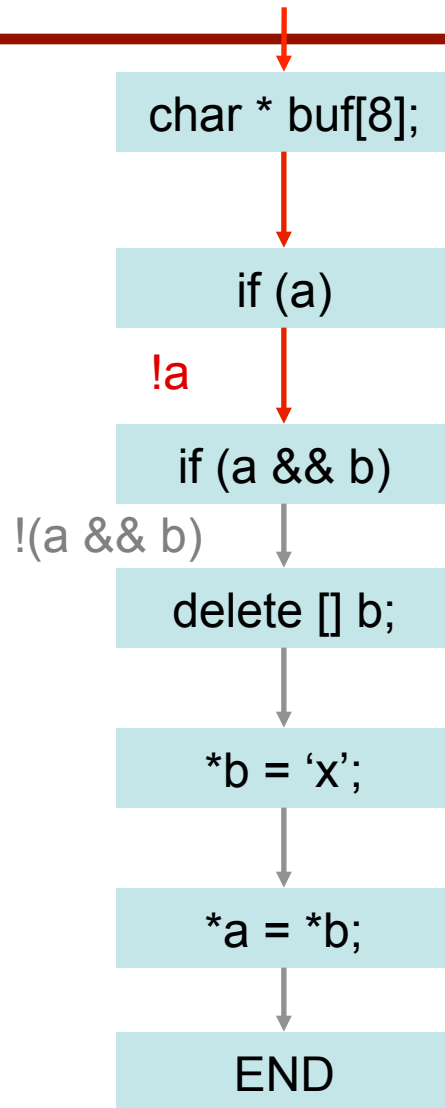 char * buf[8];
if (a)
!a
if (a && b)
!(a && b)
delete [] b;
*b = ‘x’;
*a = *b;
END